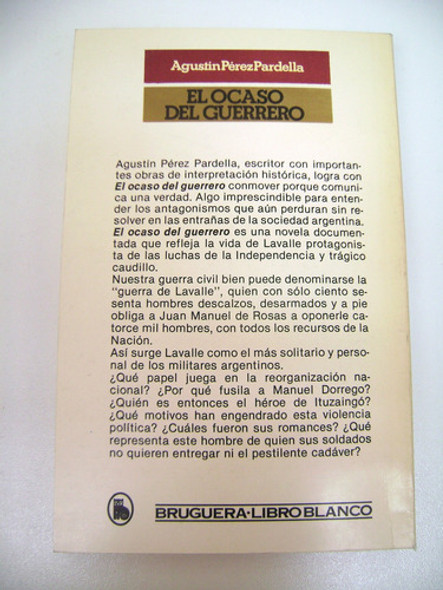 Agustín Pérez Pardella
EL OCASO
DEL GUERRERO
Agustín Pérez Pardella, escritor con importan-
tes obras de interpretación histórica, logra con
El ocaso del guerrero conmover porque comuni-
ca una verdad. Algo imprescindible para enten-
der los antagonismos que aún perduran sin re-
solver en las entrañas de la sociedad argentina.
El ocaso del guerrero es una novela documen-
tada que refleja la vida de Lavalle protagonis-
ta de las luchas de la Independencia y trágico
caudillo.
Nuestra guerra civil bien puede denominarse la
"guerra de Lavalle", quien con sólo ciento se-
senta hombres descalzos, desarmados y a pie
obliga a Juan Manuel de Rosas a oponerle ca-
torce mil hombres, con todos los recursos de la
Nación.
Así surge Lavalle como el más solitario y perso-
nal de los militares argentinos.
¿Qué papel juega en la reorganización na-
cional? ¿Por qué fusila a Manuel Dorrego?
¿Quién es entonces el héroe de Ituzaingó?
¿Qué motivos han engendrado esta violencia
política? ¿Cuáles fueron sus romances? ¿Qué
representa este hombre de quien sus soldados
no quieren entregar ni el pestilente cadáver?
BRUGUERA·LIBRO BLANCO